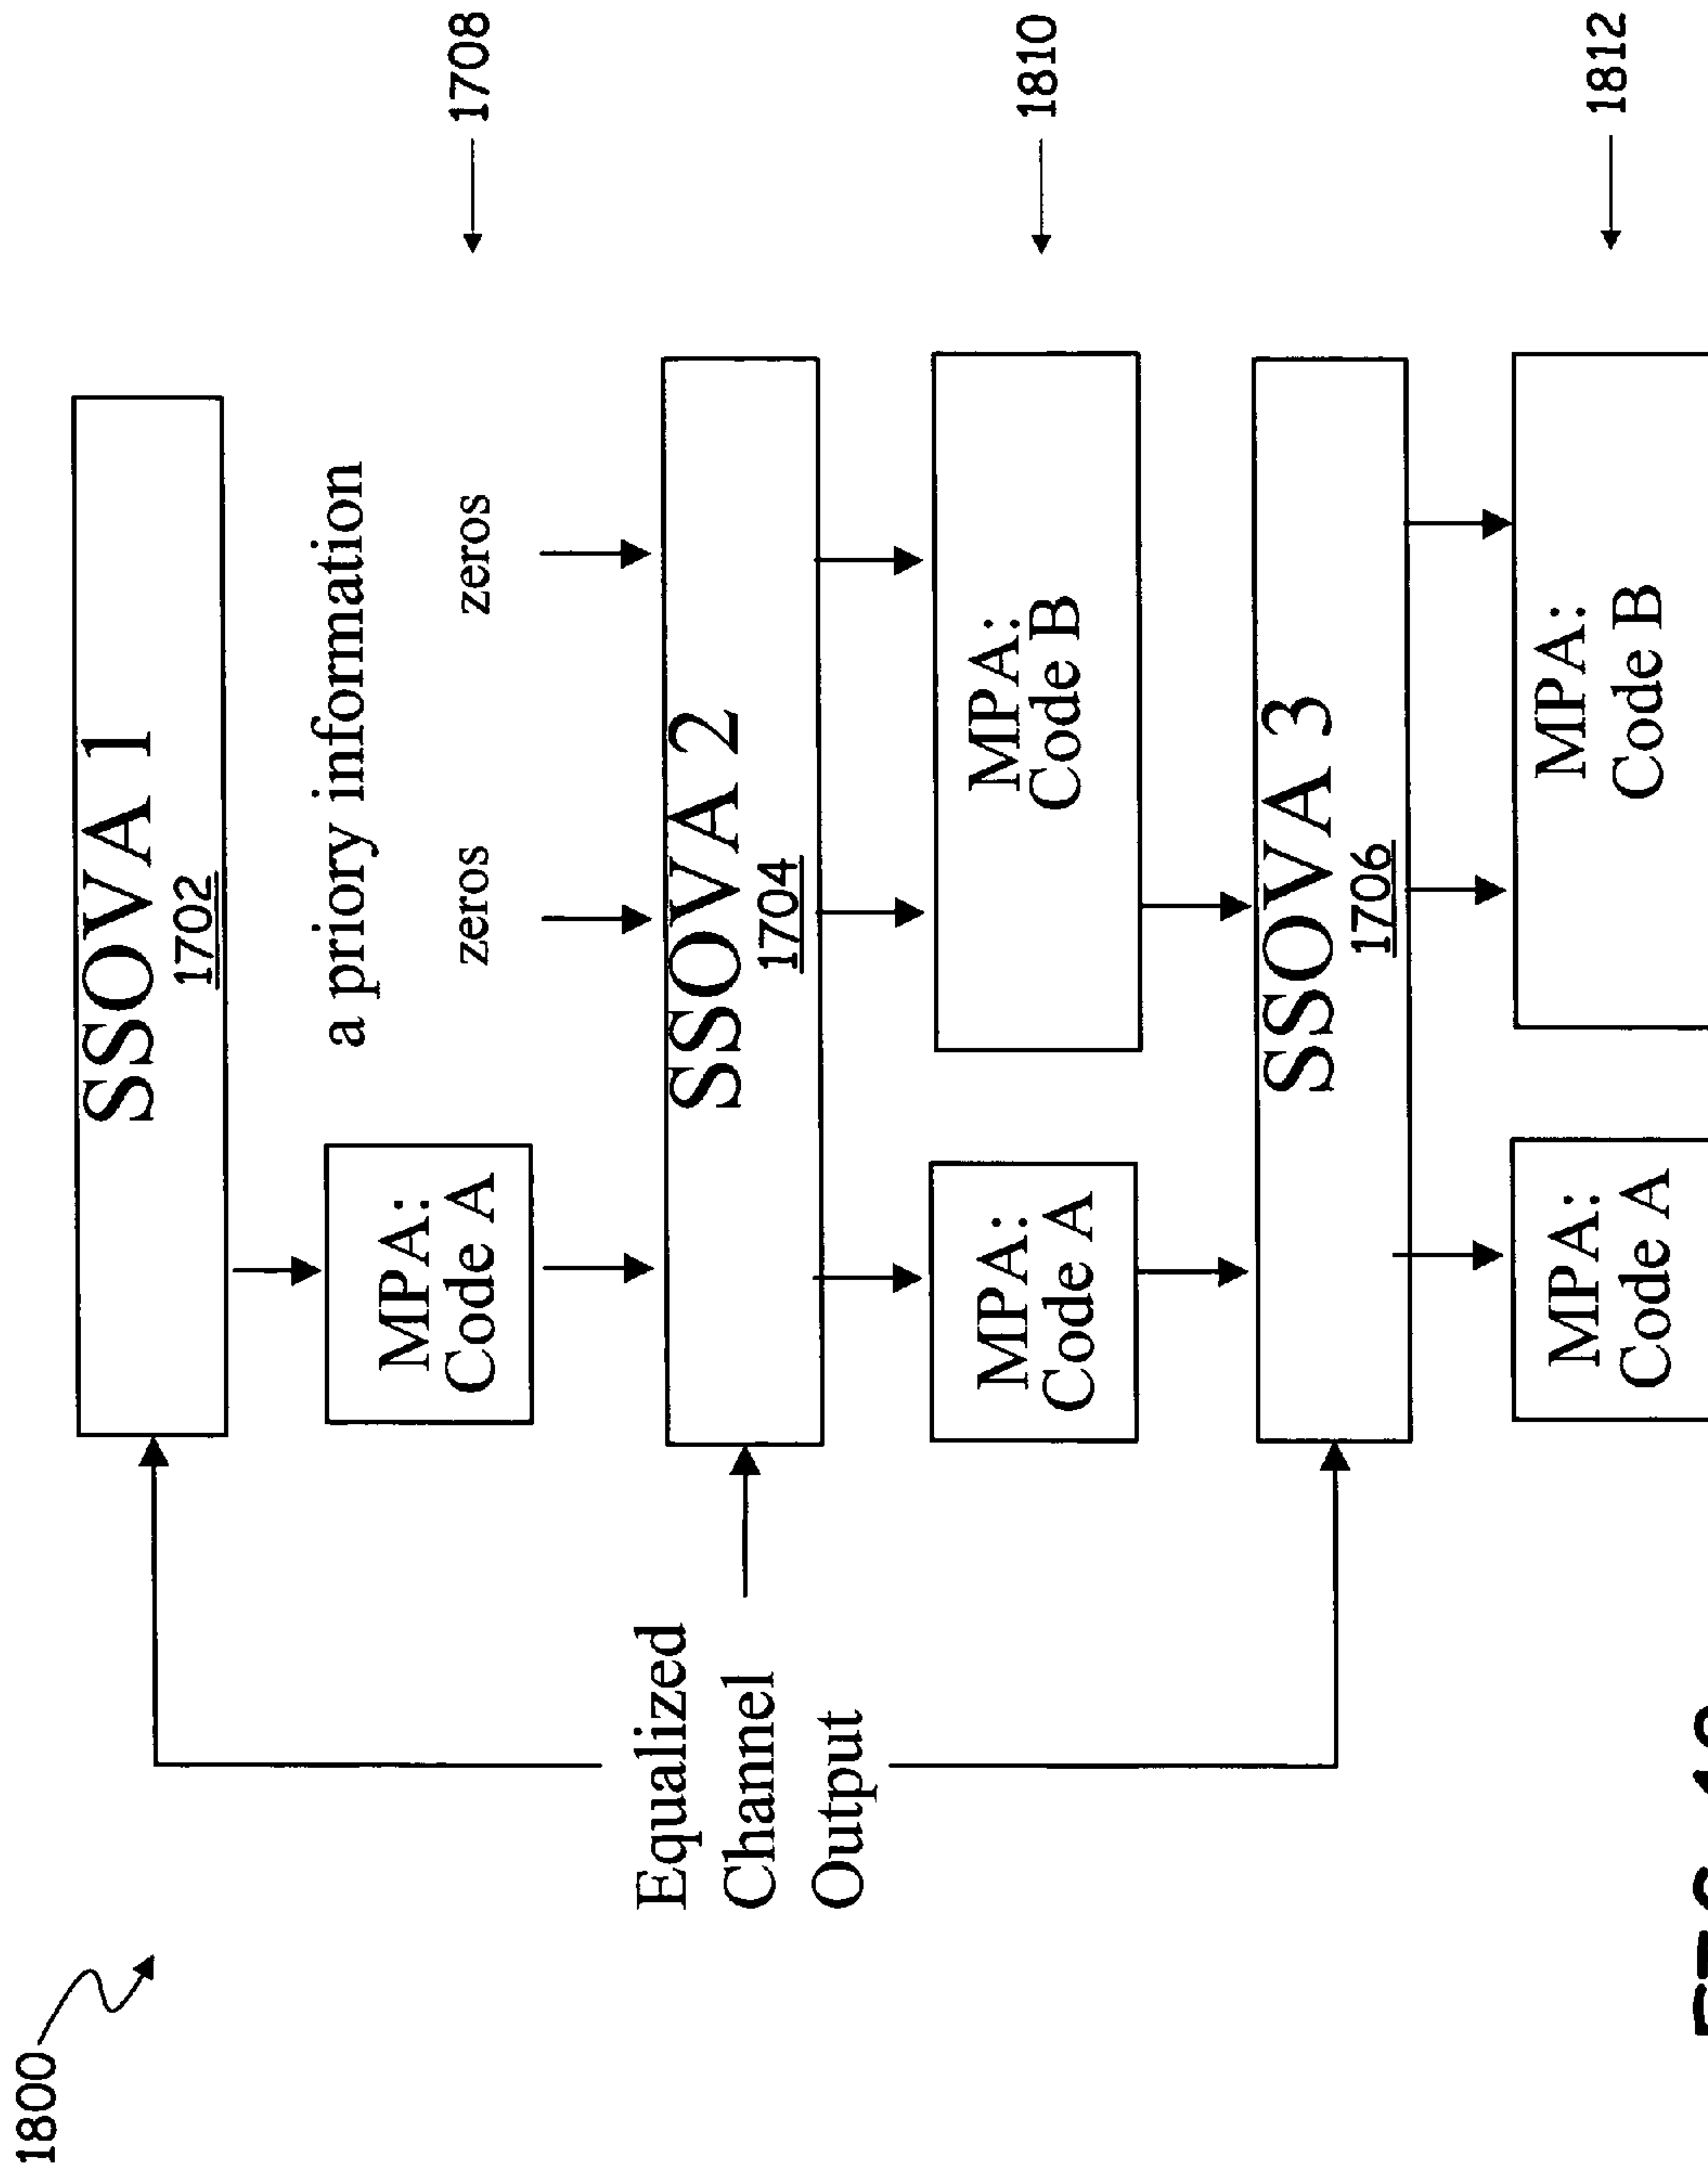 1800
SSOVA 1
1702
MPA:
Code A
a priory information
zeros
zeros
1708
Equalized
Channel
Output
SSOVA 2
1704
MPA:
Code A
MPA:
Code B
1810
SSOVA 3
1706
MPA:
Code A
MPA:
Code B
1812